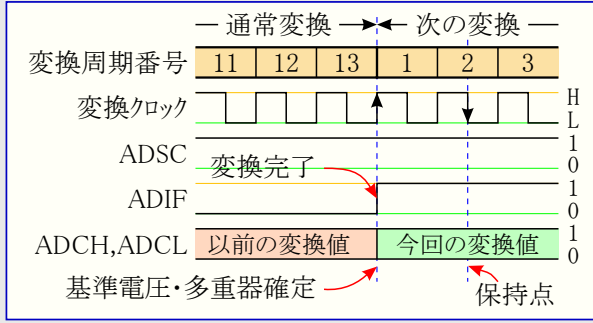 通常変換 次の変換
変換周期番号 11 12 13 1 2 3
変換クロック H L
ADSC 1 0
変換完了
ADIF 1 0
ADCH,ADCL 以前の変換値 今回の変換値 1 0
基準電圧・多重器確定 保持点